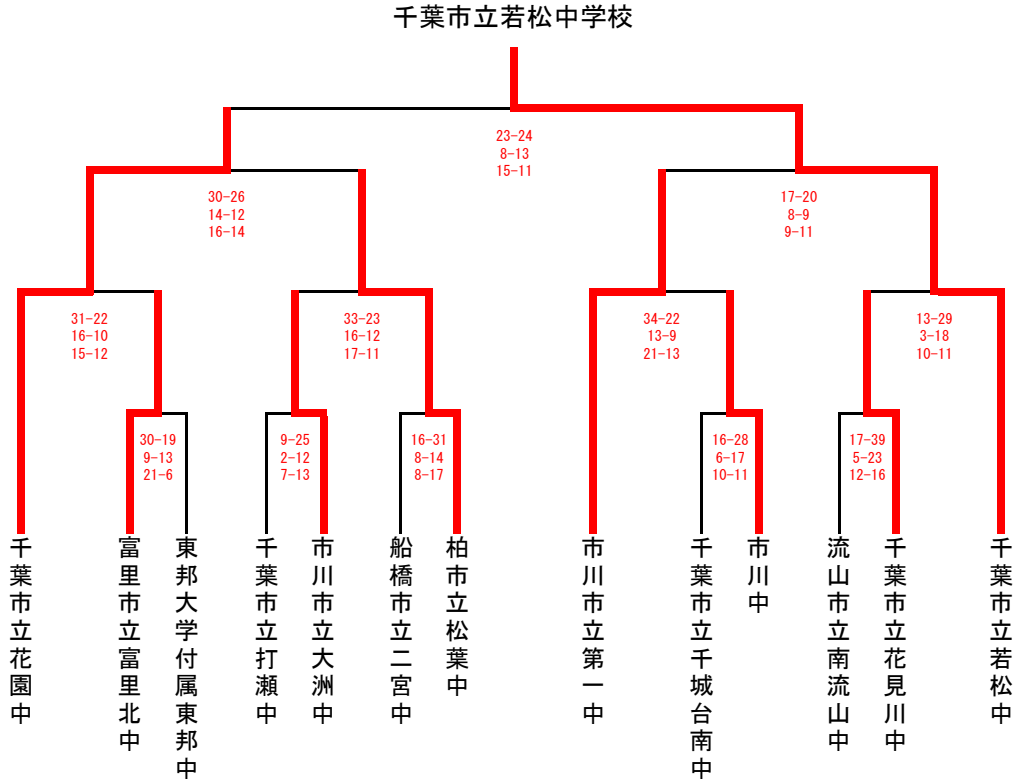 千葉市立若松中学校
23-24
8-13
15-11
30-26
14-12
16-14
17-20
8-9
9-11
31-22
16-10
15-12
33-23
16-12
17-11
34-22
13-9
21-13
13-29
3-18
10-11
30-19
9-13
21-6
9-25
2-12
7-13
16-31
8-14
8-17
16-28
6-17
10-11
17-39
5-23
12-16
千葉市立花園中
富里市立富里北中
東邦大学付属東邦中
千葉市立打瀬中
市川市立大洲中
船橋市立二宮中
柏市立松葉中
市川市立第一中
千葉市立千城台南中
市川中
流山市立南流山中
千葉市立花見川中
千葉市立若松中